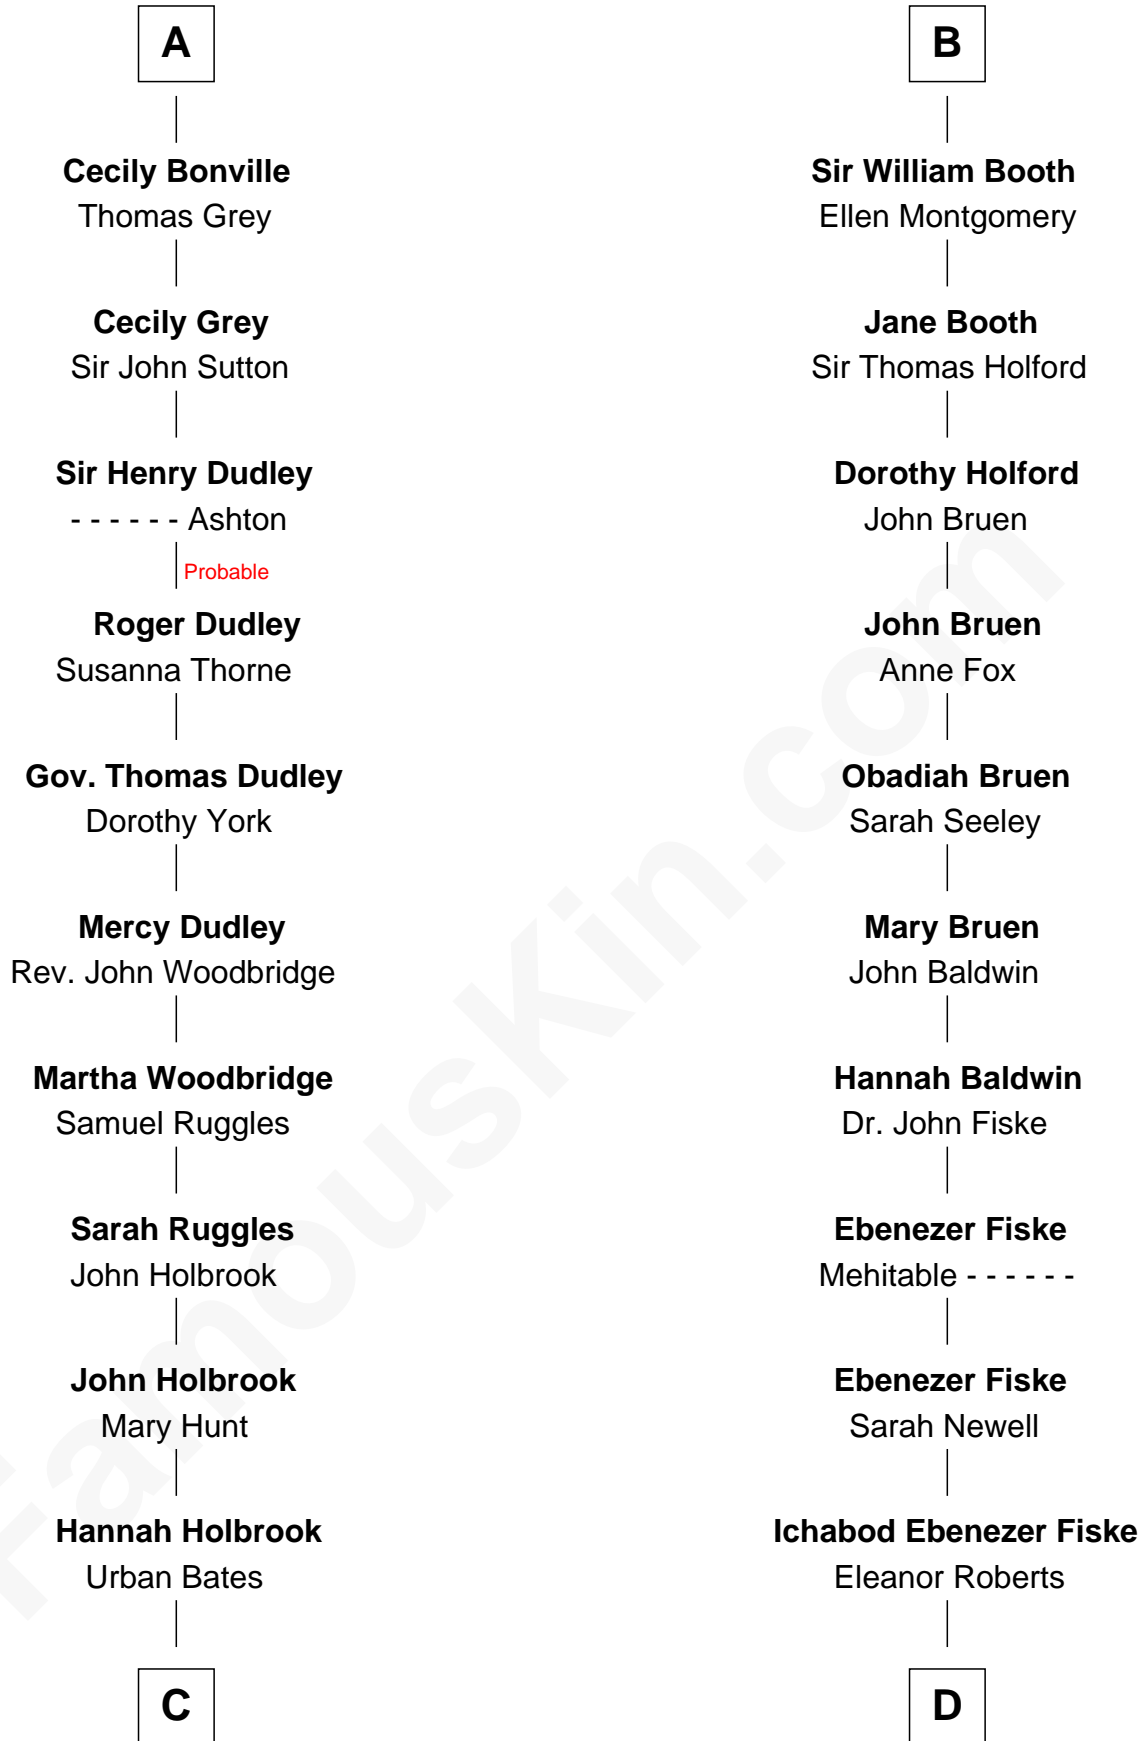 A
Cecily Bonville
Thomas Grey
Cecily Grey
Sir John Sutton
Sir Henry Dudley
- - - - - - Ashton
Probable
Roger Dudley
Susanna Thorne
Gov. Thomas Dudley
Dorothy York
Mercy Dudley
Rev. John Woodbridge
Martha Woodbridge
Samuel Ruggles
Sarah Ruggles
John Holbrook
John Holbrook
Mary Hunt
Hannah Holbrook
Urban Bates
C
B
Sir William Booth
Ellen Montgomery
Jane Booth
Sir Thomas Holford
Dorothy Holford
John Bruen
John Bruen
Anne Fox
Obadiah Bruen
Sarah Seeley
Mary Bruen
John Baldwin
Hannah Baldwin
Dr. John Fiske
Ebenezer Fiske
Mehitable - - - - - -
Ebenezer Fiske
Sarah Newell
Ichabod Ebenezer Fiske
Eleanor Roberts
D
FamousKin.com